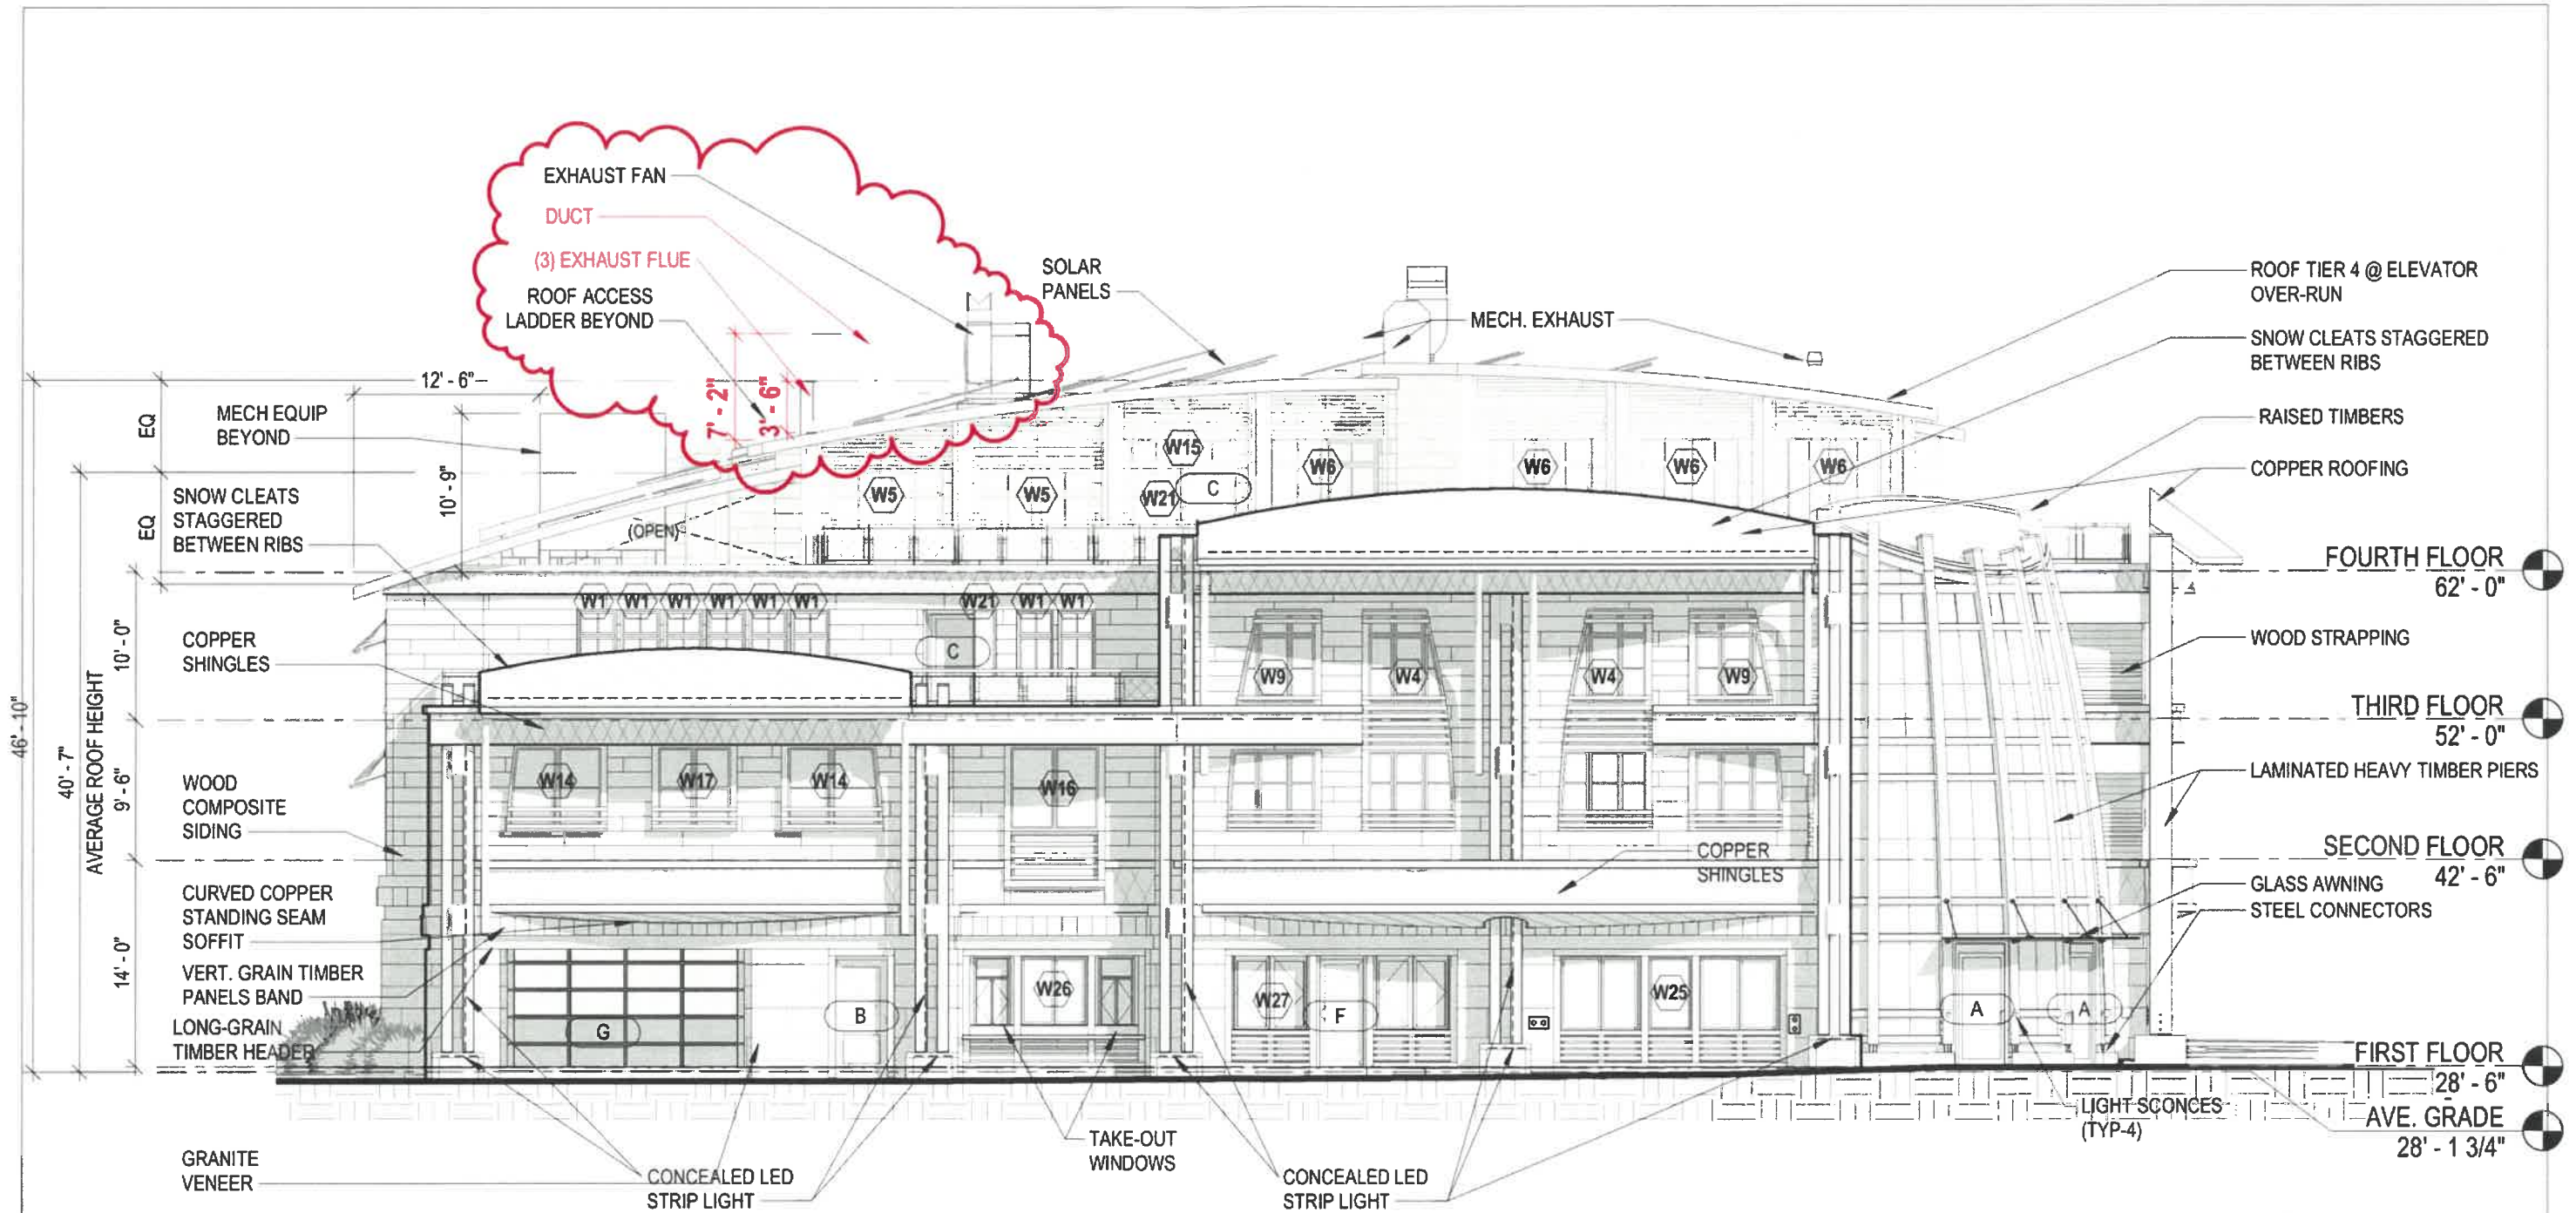 EXHAUST FAN
DUCT
(3) EXHAUST FLUE
ROOF ACCESS
LADDER BEYOND
SOLAR
PANELS
MECH. EXHAUST
ROOF TIER 4 @ ELEVATOR
OVER-RUN
SNOW CLEATS STAGGERED
BETWEEN RIBS
RAISED TIMBERS
COPPER ROOFING
12' - 6"
7' - 2"
3' - 6"
EQ
MECH EQUIP
BEYOND
10' - 9"
EQ
SNOW CLEATS
STAGGERED
BETWEEN RIBS
(OPEN)
W5
W5
W15
W21
C
W6
W6
W6
W6
FOURTH FLOOR
62' - 0"
W1
W1
W1
W1
W1
W1
W21
W1
W1
C
COPPER
SHINGLES
10' - 0"
W9
W4
W4
W9
WOOD STRAPPING
THIRD FLOOR
52' - 0"
46' - 10"
40' - 7"
AVERAGE ROOF HEIGHT
9' - 6"
WOOD
COMPOSITE
SIDING
W14
W17
W14
W16
LAMINATED HEAVY TIMBER PIERS
COPPER
SHINGLES
SECOND FLOOR
42' - 6"
GLASS AWNING
STEEL CONNECTORS
CURVED COPPER
STANDING SEAM
SOFFIT
14' - 0"
VERT. GRAIN TIMBER
PANELS BAND
LONG-GRAIN
TIMBER HEADER
G
B
W26
W27
F
W25
A
A
FIRST FLOOR
28' - 6"
LIGHT SCONCES
(TYP-4)
AVE. GRADE
28' - 1 3/4"
GRANITE
VENEER
CONCEALED LED
STRIP LIGHT
TAKE-OUT
WINDOWS
CONCEALED LED
STRIP LIGHT